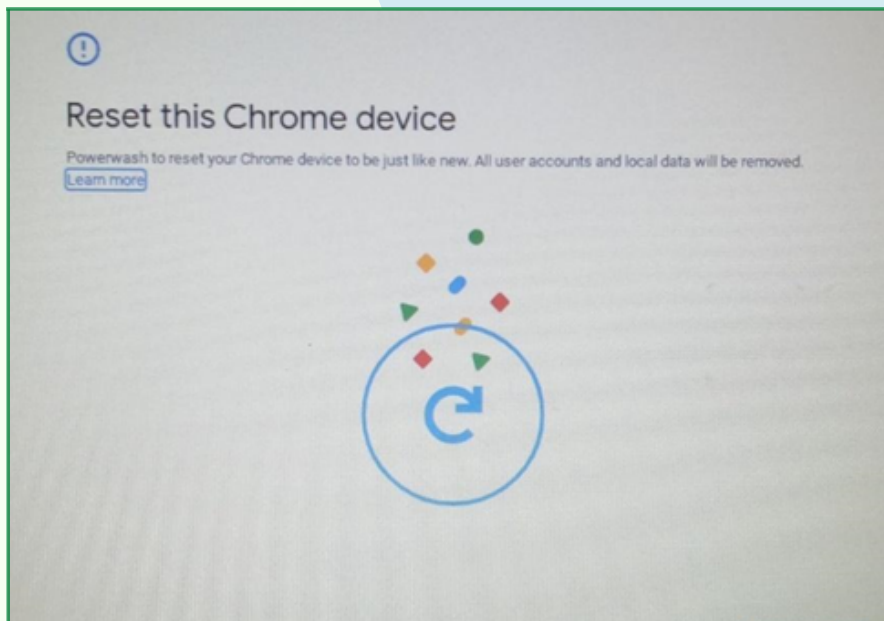 Reset this Chrome device
Powerwash to reset your Chrome device to be just like new. All user accounts and local data will be removed.
Learn more